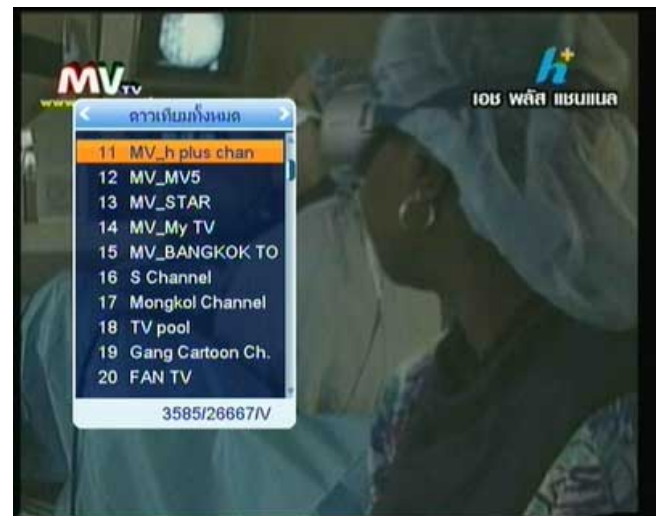 MV TV
www.
h+
เอช พลัส แชนแนล
< ดาวเทียมทั้งหมด >
11 MV_h plus chan
12 MV_MV5
13 MV_STAR
14 MV_My TV
15 MV_BANGKOK TO
16 S Channel
17 Mongkol Channel
18 TV pool
19 Gang Cartoon Ch.
20 FAN TV
3585/26667/V